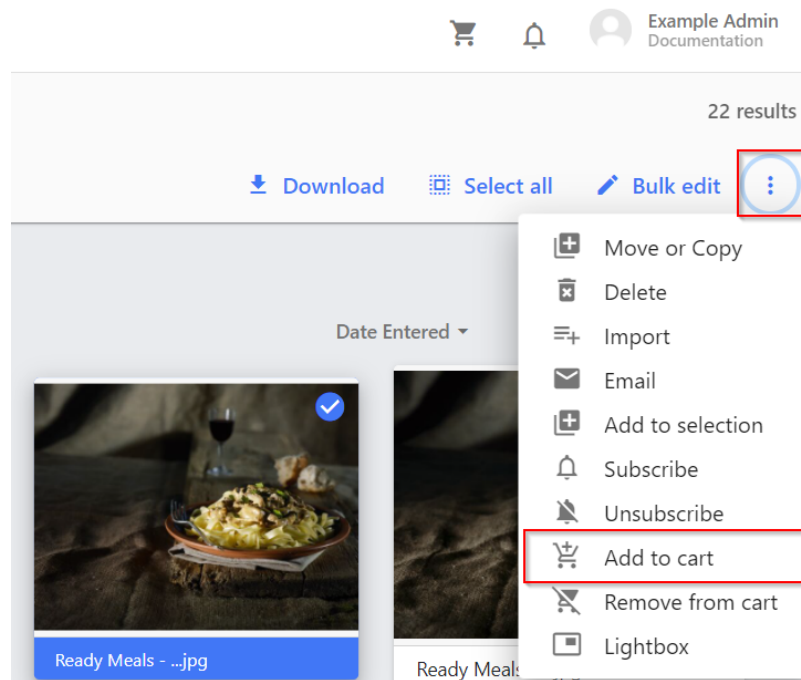 Example Admin
Documentation
22 results
Download
Select all
Bulk edit
Move or Copy
Delete
Import
Date Entered
Email
Add to selection
Subscribe
Unsubscribe
Add to cart
Remove from cart
Lightbox
Ready Meals - ...jpg
Ready Meals